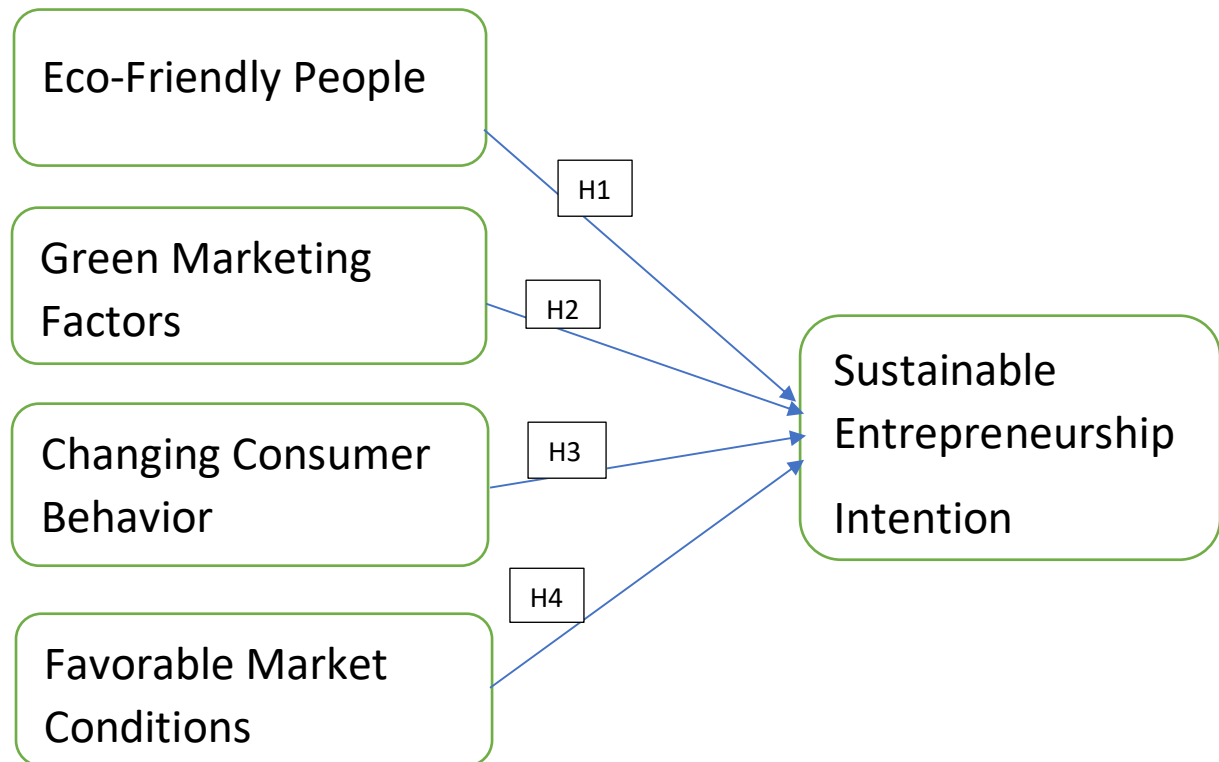 Eco-Friendly People
H1
Green Marketing
Factors
H2
Changing Consumer
Behavior
H3
Favorable Market
Conditions
H4
Sustainable
Entrepreneurship
Intention